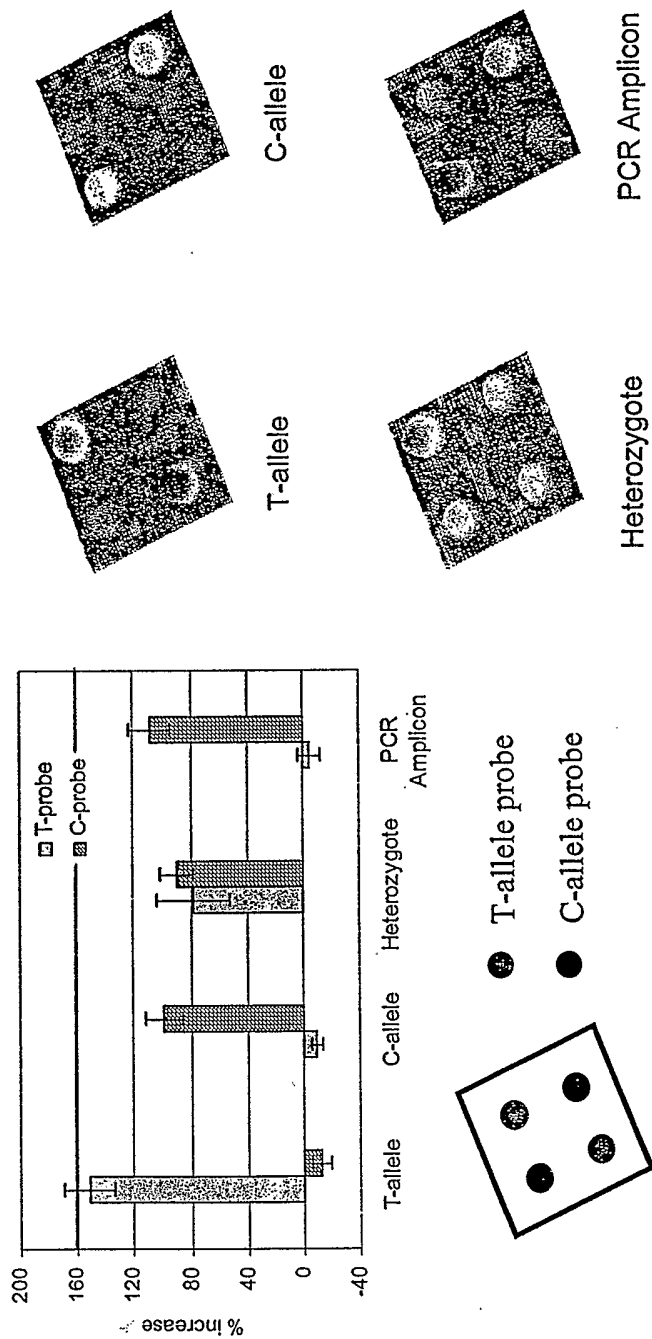 200
160
120
80
40
0
-40
% increase
T-probe
C-probe
T-allele
C-allele
Heterozygote
PCR
Amplicon
T-allele probe
C-allele probe
T-allele
C-allele
Heterozygote
PCR Amplicon